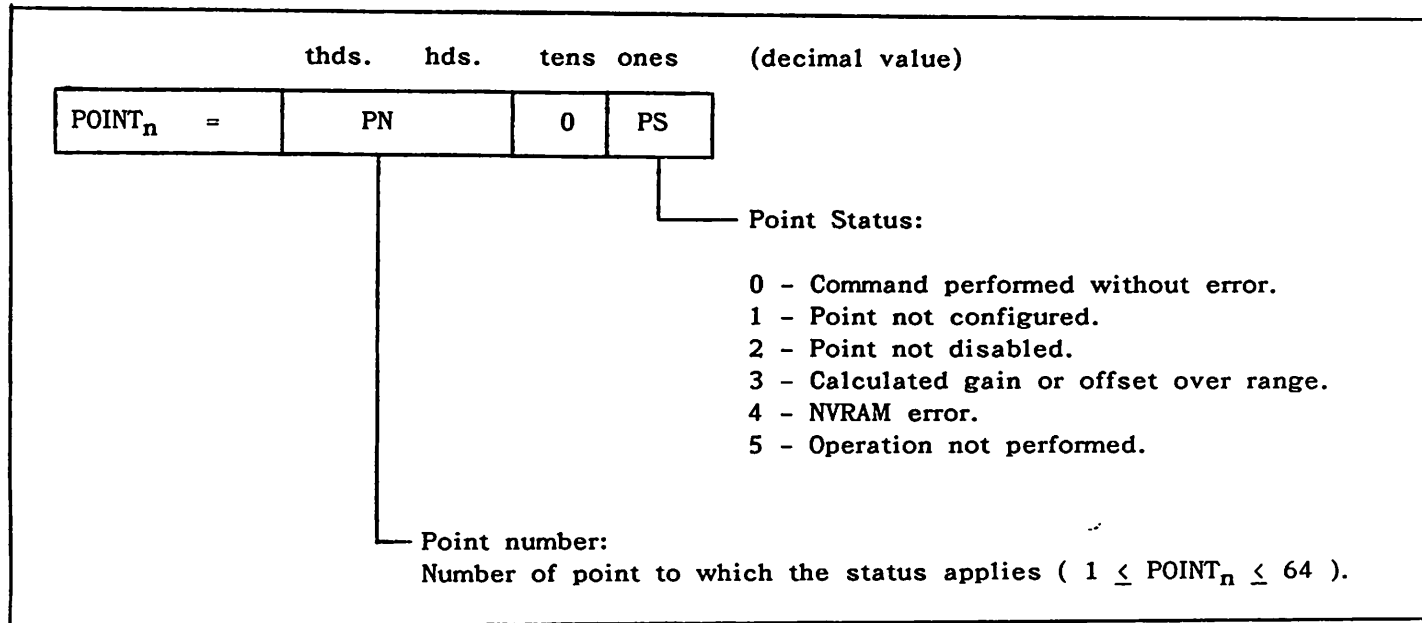 thds. hds. tens ones (decimal value)
POINTn = PN 0 PS
Point Status:
0 - Command performed without error.
1 - Point not configured.
2 - Point not disabled.
3 - Calculated gain or offset over range.
4 - NVRAM error.
5 - Operation not performed.
Point number:
Number of point to which the status applies ( 1 ≤ POINTn ≤ 64 ).